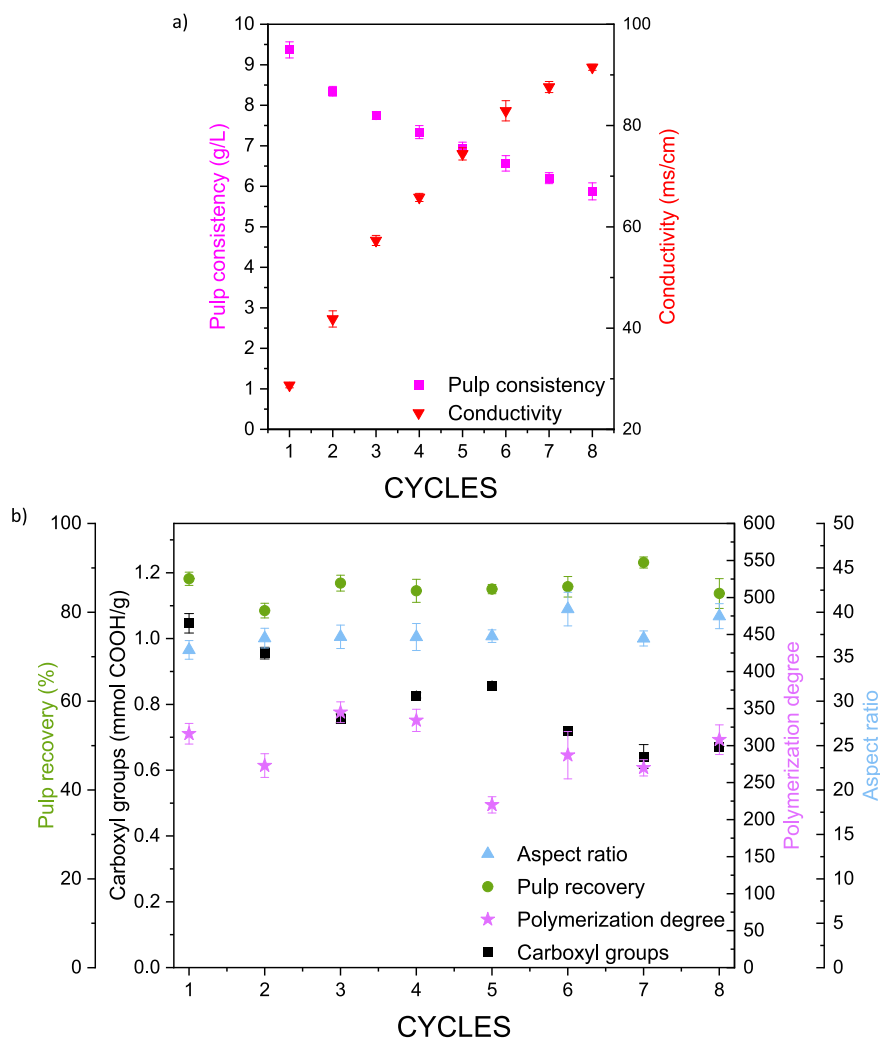 a)
10
9
8
7
6
5
4
3
2
1
0
Pulp consistency (g/L)
100
80
60
40
20
Conductivity (ms/cm)
Pulp consistency
Conductivity
1 2 3 4 5 6 7 8
CYCLES
b)
100
80
60
40
20
0
Pulp recovery (%)
1.2
1.0
0.8
0.6
0.4
0.2
0.0
Carboxyl groups (mmol COOH/g)
600
550
500
450
400
350
300
250
200
150
100
50
0
Polymerization degree
50
45
40
35
30
25
20
15
10
5
0
Aspect ratio
Aspect ratio
Pulp recovery
Polymerization degree
Carboxyl groups
1 2 3 4 5 6 7 8
CYCLES